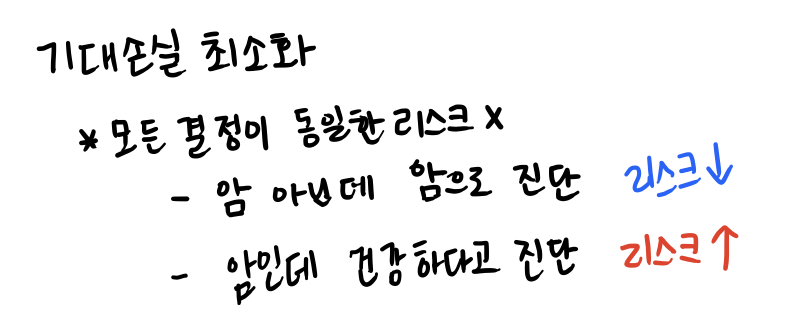 기대손실 최소화
* 모든 결정이 동일한 리스크 X
- 암 아닌데 암으로 진단 리스크↓
- 암인데 건강하다고 진단 리스크↑